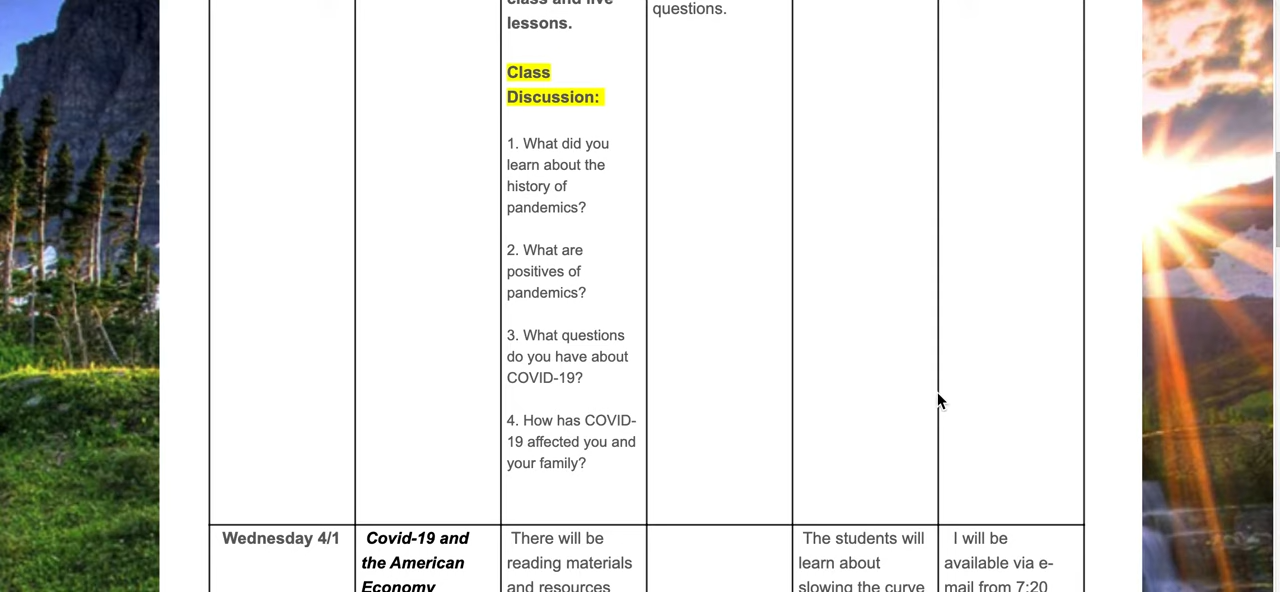 class and live
lessons.
Class
Discussion:
1. What did you
learn about the
history of
pandemics?
2. What are
positives of
pandemics?
3. What questions
do you have about
COVID-19?
4. How has COVID-
19 affected you and
your family?
questions.
Wednesday 4/1
Covid-19 and
the American
Economy
There will be
reading materials
and resources
The students will
learn about
slowing the curve
I will be
available via e-
mail from 7:20